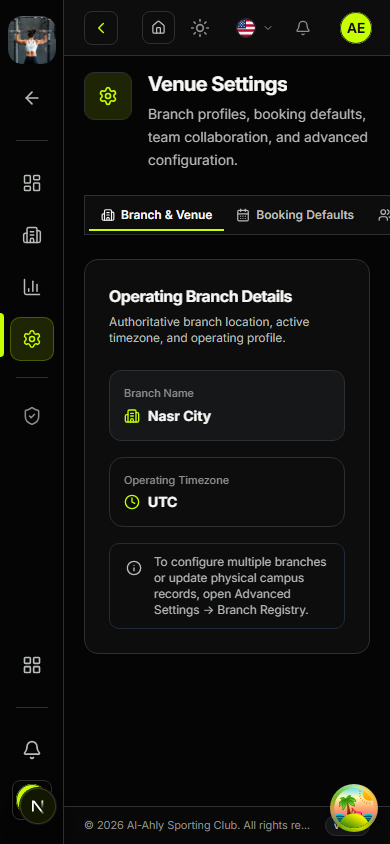 AE
Venue Settings
Branch profiles, booking defaults,
team collaboration, and advanced
configuration.
Branch & Venue
Booking Defaults
Operating Branch Details
Authoritative branch location, active
timezone, and operating profile.
Branch Name
Nasr City
Operating Timezone
UTC
To configure multiple branches
or update physical campus
records, open Advanced
Settings → Branch Registry.
N
© 2026 Al-Ahly Sporting Club. All rights re...